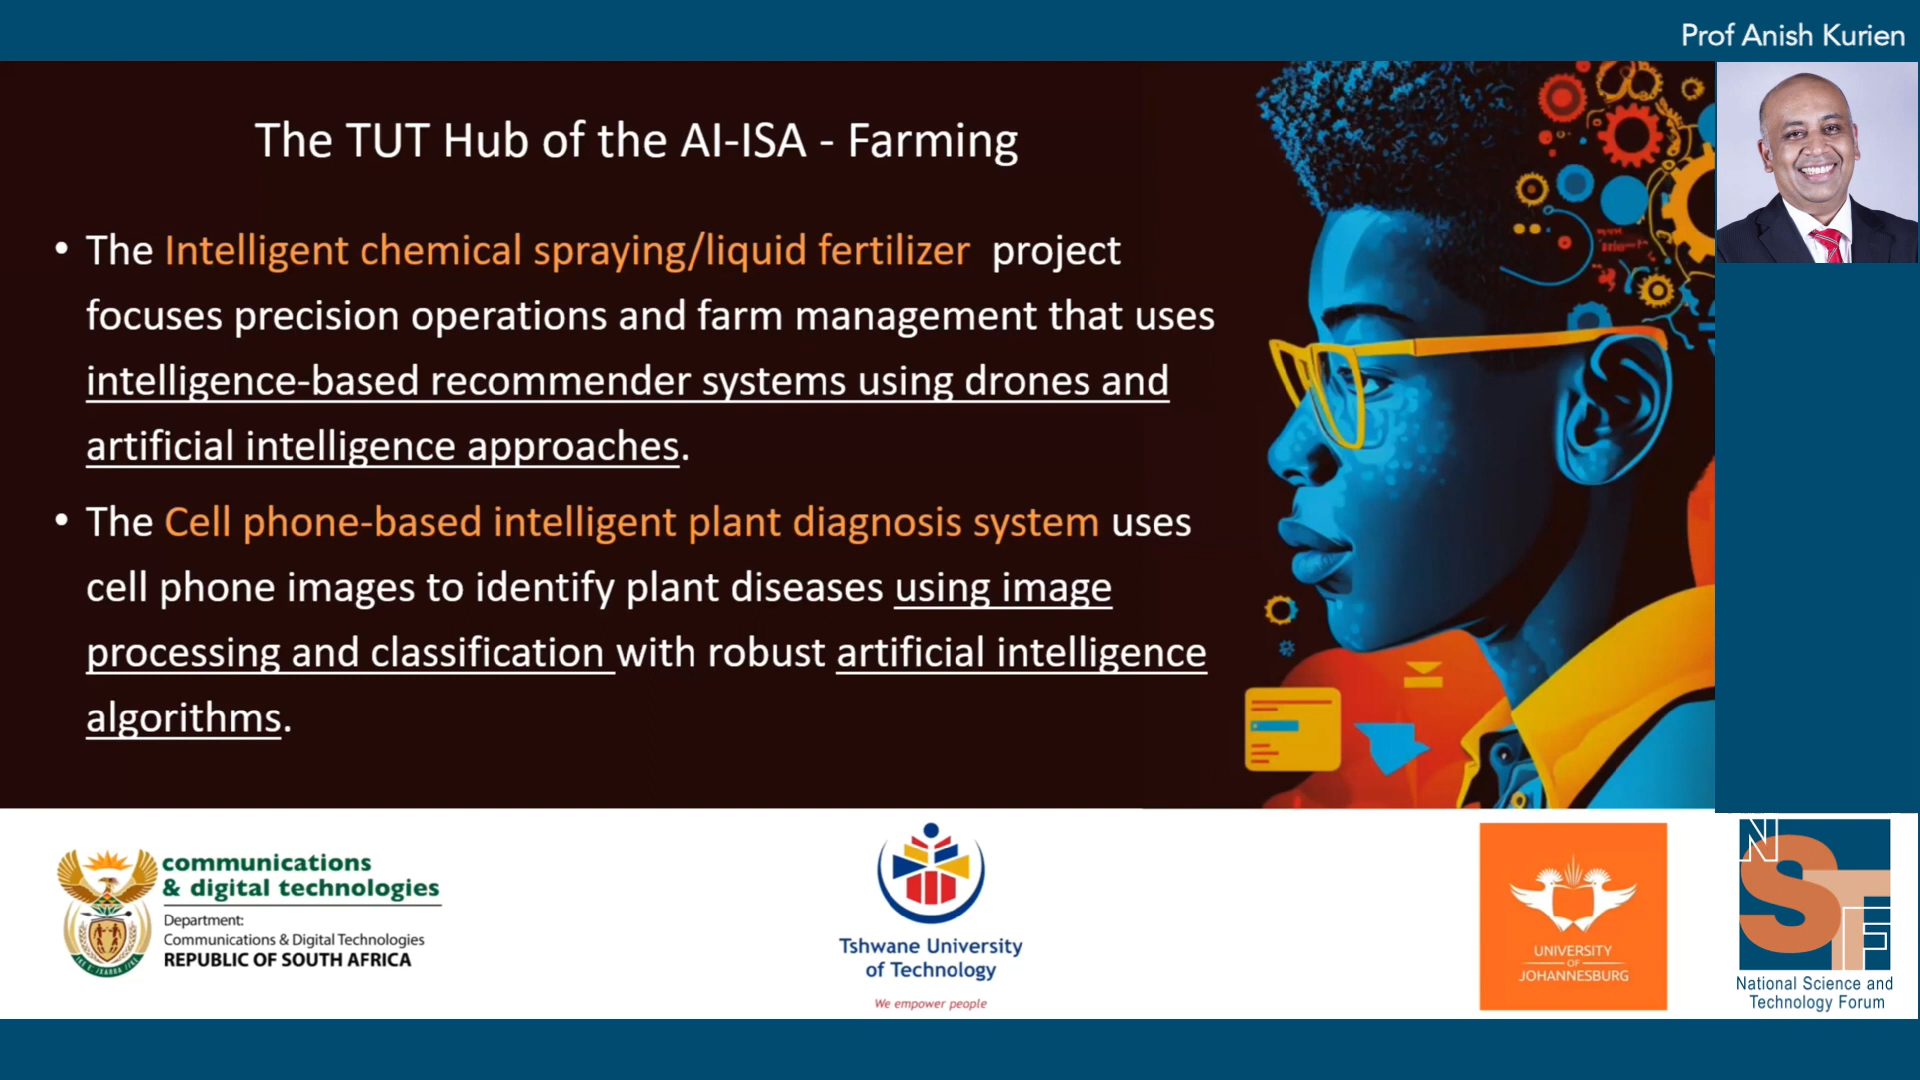 Prof Anish Kurien
The TUT Hub of the AI-ISA - Farming
• The Intelligent chemical spraying/liquid fertilizer project
focuses precision operations and farm management that uses
intelligence-based recommender systems using drones and
artificial intelligence approaches.
• The Cell phone-based intelligent plant diagnosis system uses
cell phone images to identify plant diseases using image
processing and classification with robust artificial intelligence
algorithms.
communications
& digital technologies
Department:
Communications & Digital Technologies
REPUBLIC OF SOUTH AFRICA
Tshwane University
of Technology
We empower people
UNIVERSITY
OF
JOHANNESBURG
NSTF
National Science and
Technology Forum